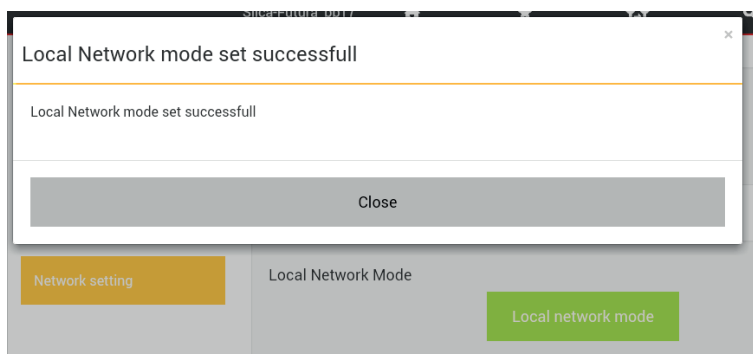 Local Network mode set successfull
×
Local Network mode set successfull
Close
Network setting
Local Network Mode
Local network mode